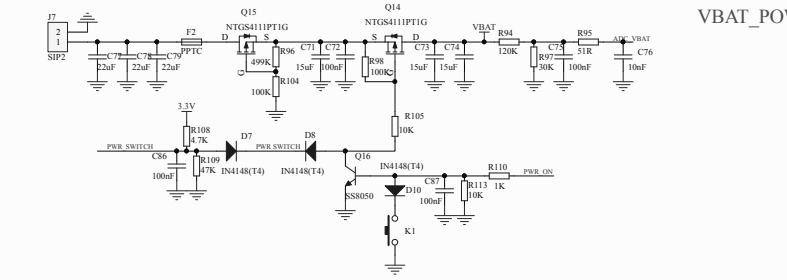 VBAT_POW
J7
2
1
SIP2
C77
22uF
C78
22uF
C79
22uF
F2
PPTC
Q15
NTGS4111PT1G
D
S
G
R96
499K
R104
100K
C71
15uF
C72
100nF
Q14
NTGS4111PT1G
S
D
G
R98
100K
C73
15uF
C74
15uF
VBAT
R94
120K
R97
30K
C75
100nF
R95
51R
ADC_VBAT
C76
10nF
3.3V
R108
4.7K
PWR_SWITCH
C86
100nF
R109
47K
D7
IN4148(T4)
PWR SWITCH
D8
IN4148(T4)
R105
10K
Q16
SS8050
IN4148(T4)
D10
K1
C87
100nF
R113
10K
R110
1K
PWR_ON